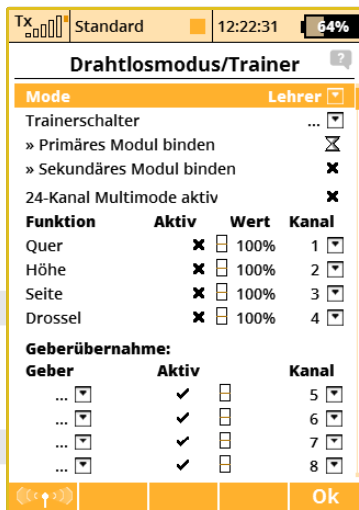 Tx Standard 12:22:31 64%
Drahtlosmodus/Trainer ?
Mode Lehrer
Trainerschalter ...
» Primäres Modul binden
» Sekundäres Modul binden
24-Kanal Multimode aktiv
Funktion Aktiv Wert Kanal
Quer 100% 1
Höhe 100% 2
Seite 100% 3
Drossel 100% 4
Geberübernahme:
Geber Aktiv Kanal
... 5
... 6
... 7
... 8
Ok